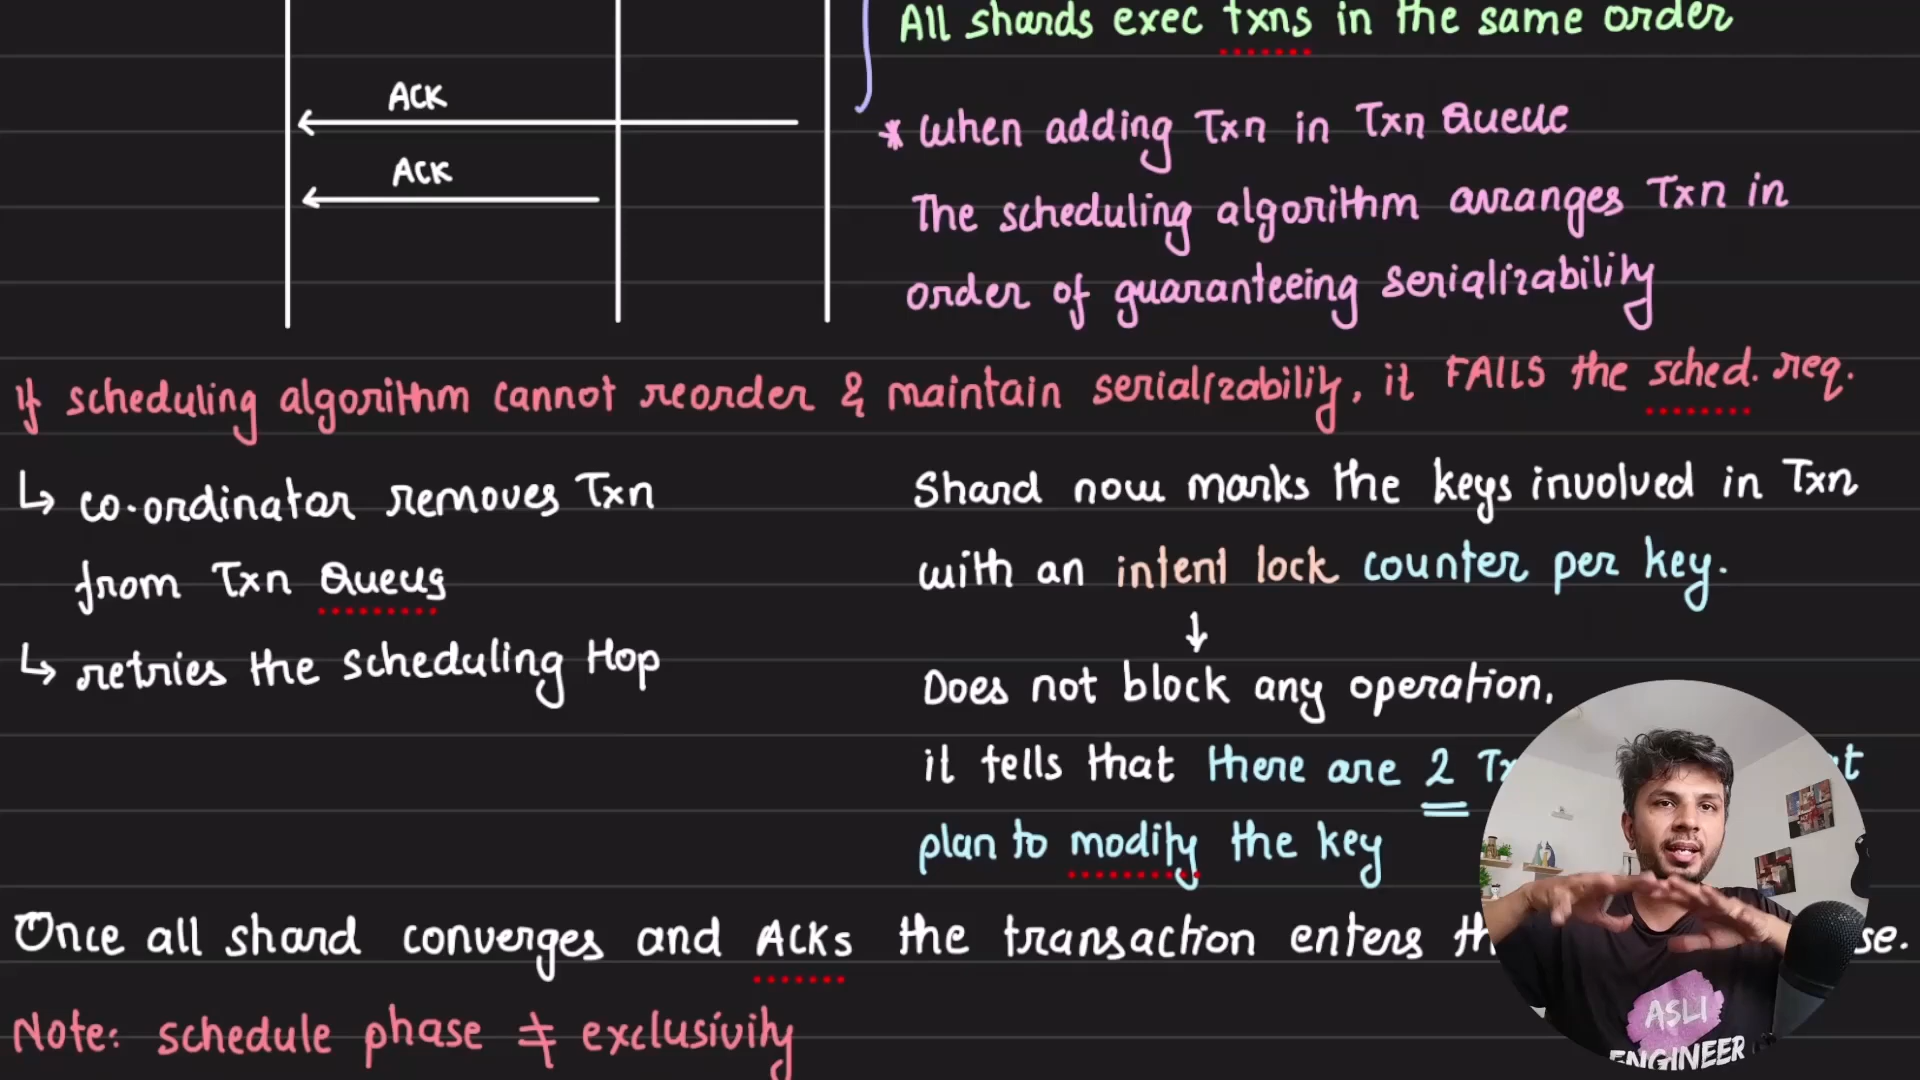 All shards exec txns in the same order
ACK
ACK
* When adding Txn in Txn Queue
The scheduling algorithm arranges Txn in
order of guaranteeing serializability
If scheduling algorithm cannot reorder & maintain serializability, it FAILS the sched. req.
↳ co-ordinator removes Txn
from Txn Queus
↳ retries the scheduling Hop
Shard now marks the keys involved in Txn
with an intent lock counter per key.
↓
Does not block any operation,
it tells that there are 2
plan to modify the key
Once all shard converges and ACKs the transaction enters
Note: schedule phase ≠ exclusivity
ASLI
ENGINEER